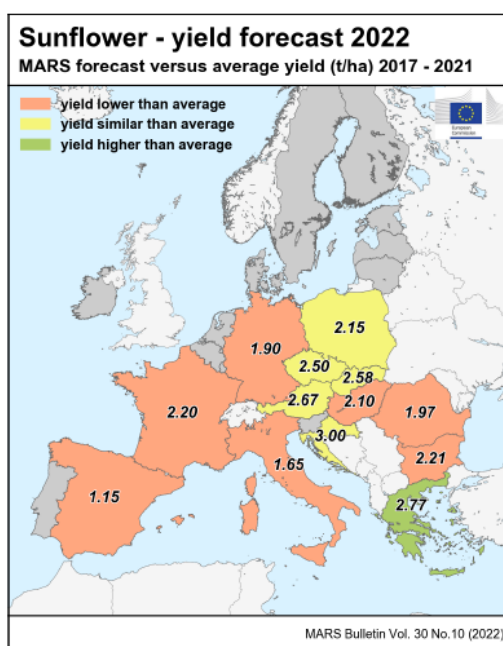 Sunflower - yield forecast 2022
MARS forecast versus average yield (t/ha) 2017 - 2021
yield lower than average
yield similar than average
yield higher than average
European
Commission
2.15
1.90
2.50
2.58
2.67
2.10
1.97
2.20
3.00
2.21
1.65
1.15
2.77
MARS Bulletin Vol. 30 No.10 (2022)